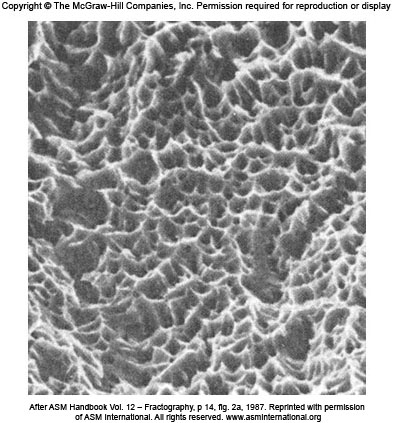 Copyright © The McGraw-Hill Companies, Inc. Permission required for reproduction or display
After ASM Handbook Vol. 12 – Fractography, p 14, fig. 2a, 1987. Reprinted with permission
of ASM International. All rights reserved. www.asminternational.org